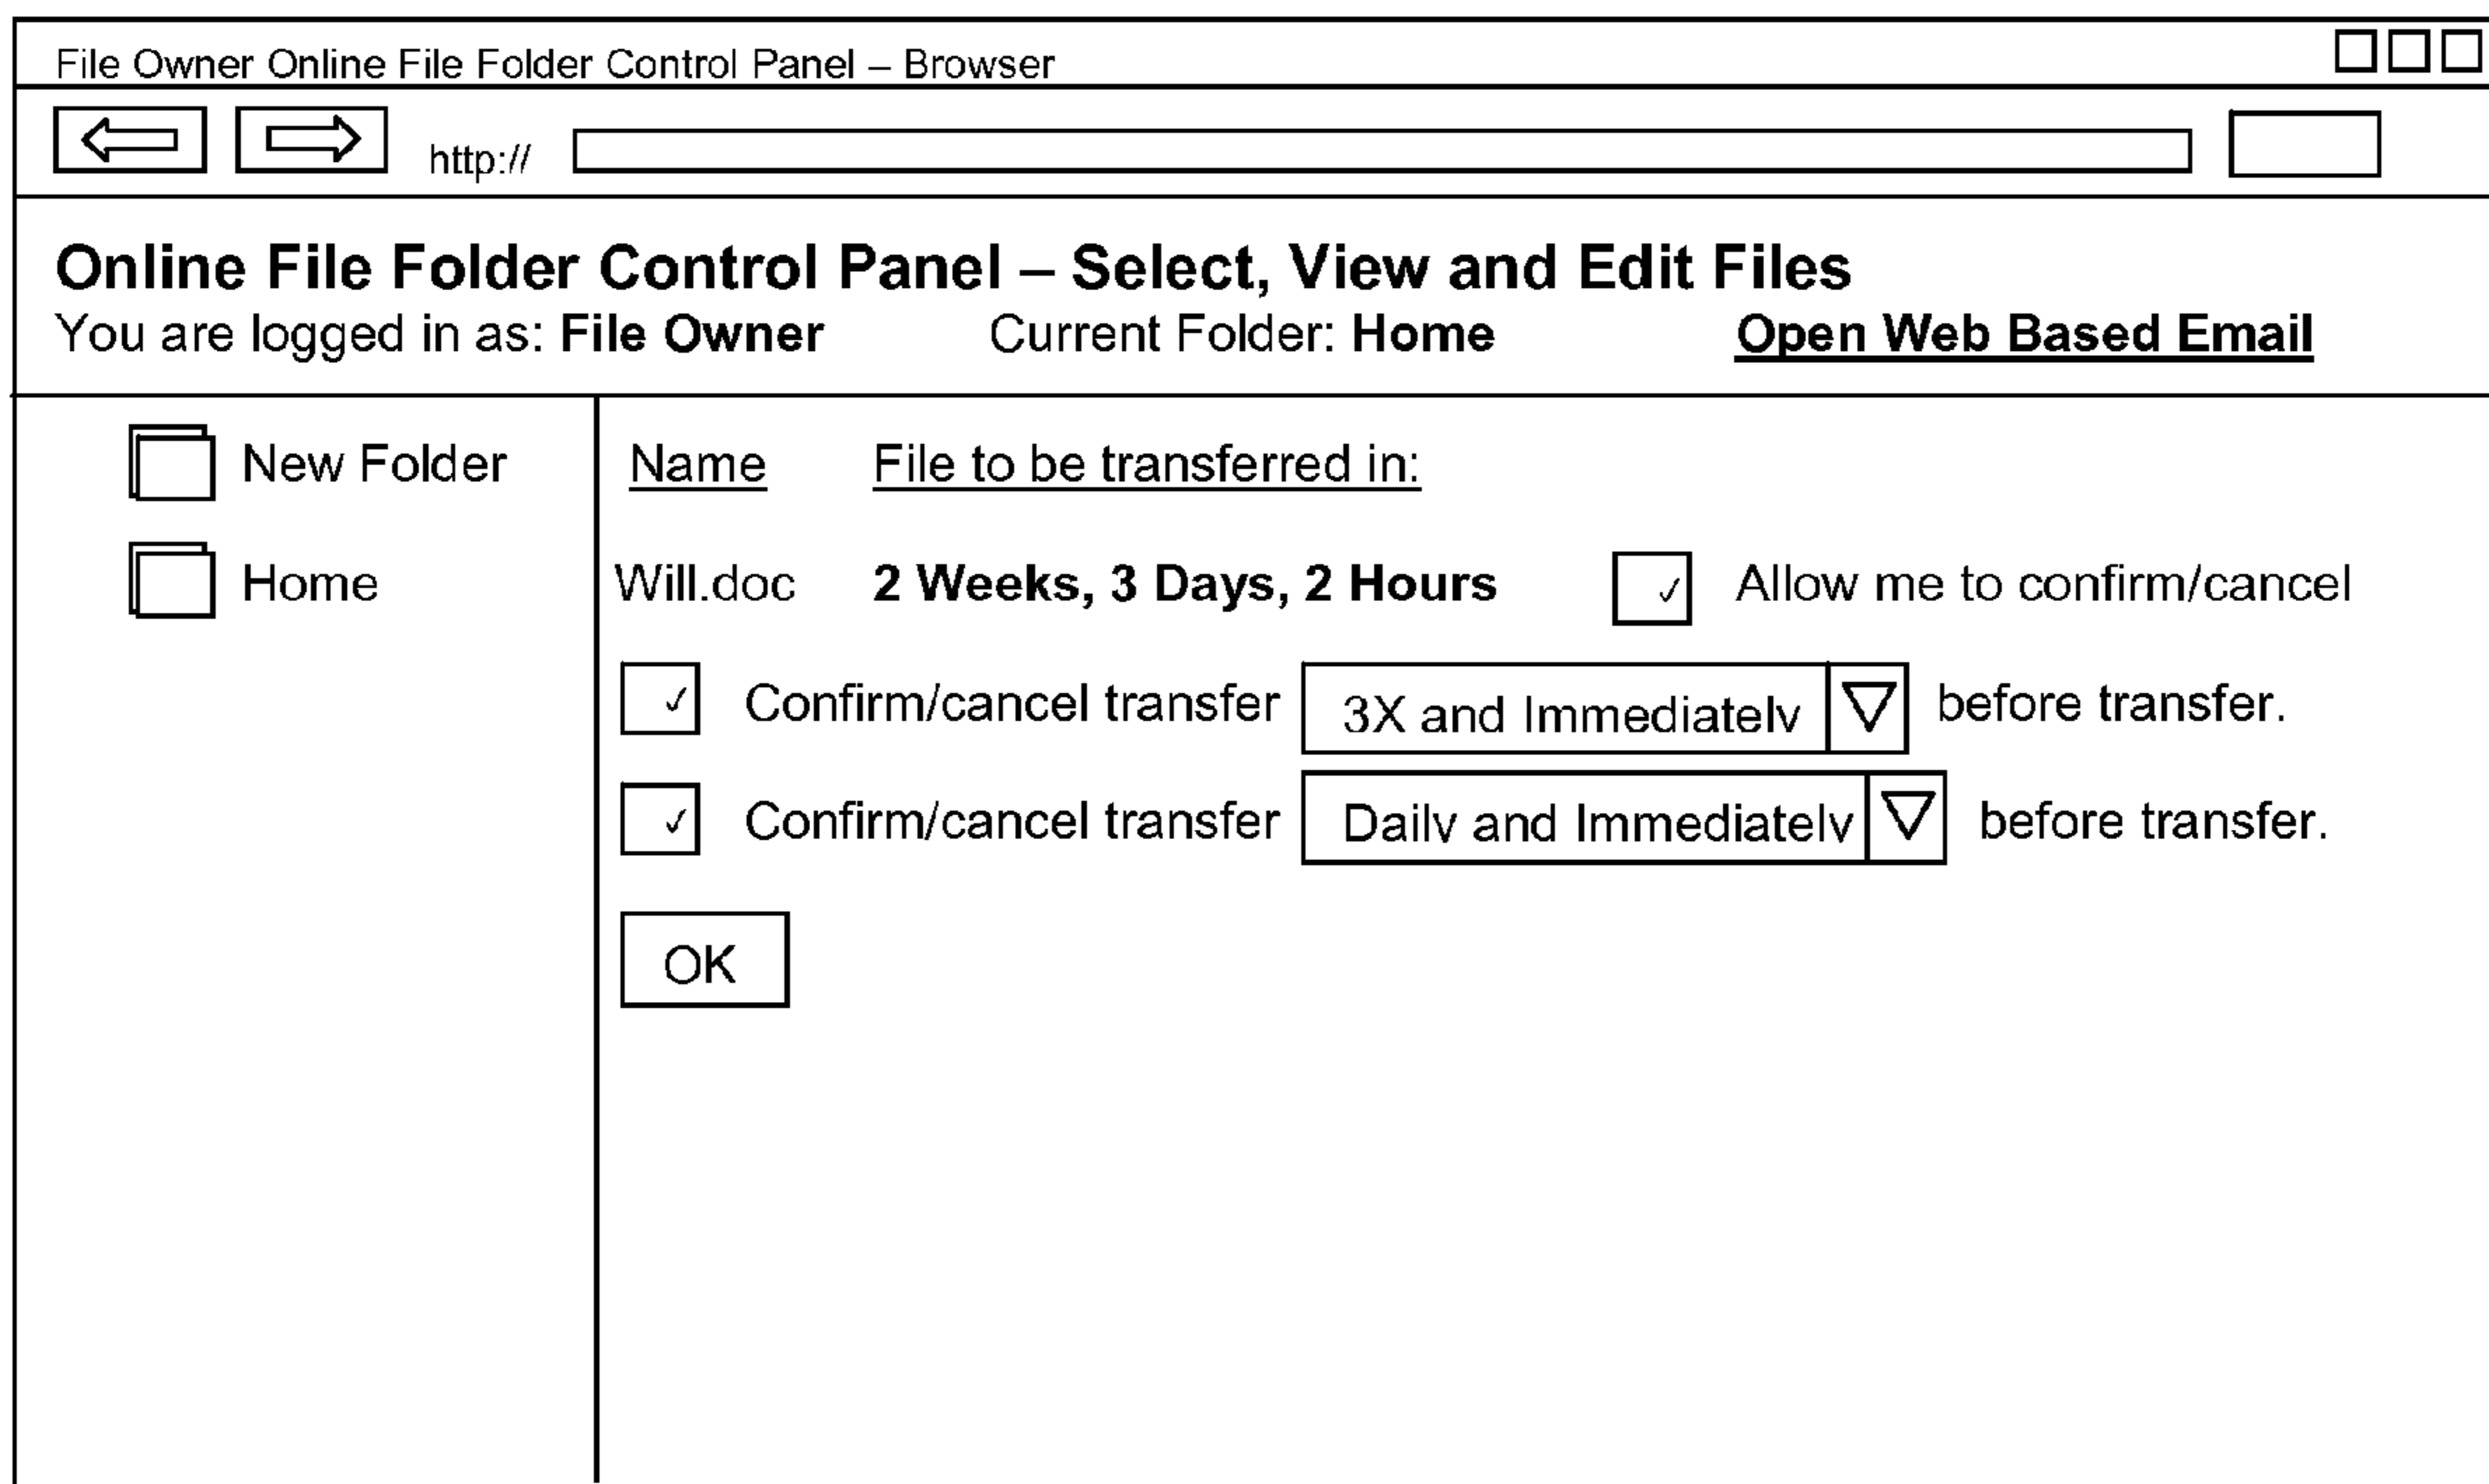 File Owner Online File Folder Control Panel – Browser
http://
Online File Folder Control Panel – Select, View and Edit Files
You are logged in as: File Owner Current Folder: Home Open Web Based Email
New Folder Name File to be transferred in:
Home Will.doc 2 Weeks, 3 Days, 2 Hours ✓ Allow me to confirm/cancel
✓ Confirm/cancel transfer 3X and Immediately before transfer.
✓ Confirm/cancel transfer Daily and Immediately before transfer.
OK